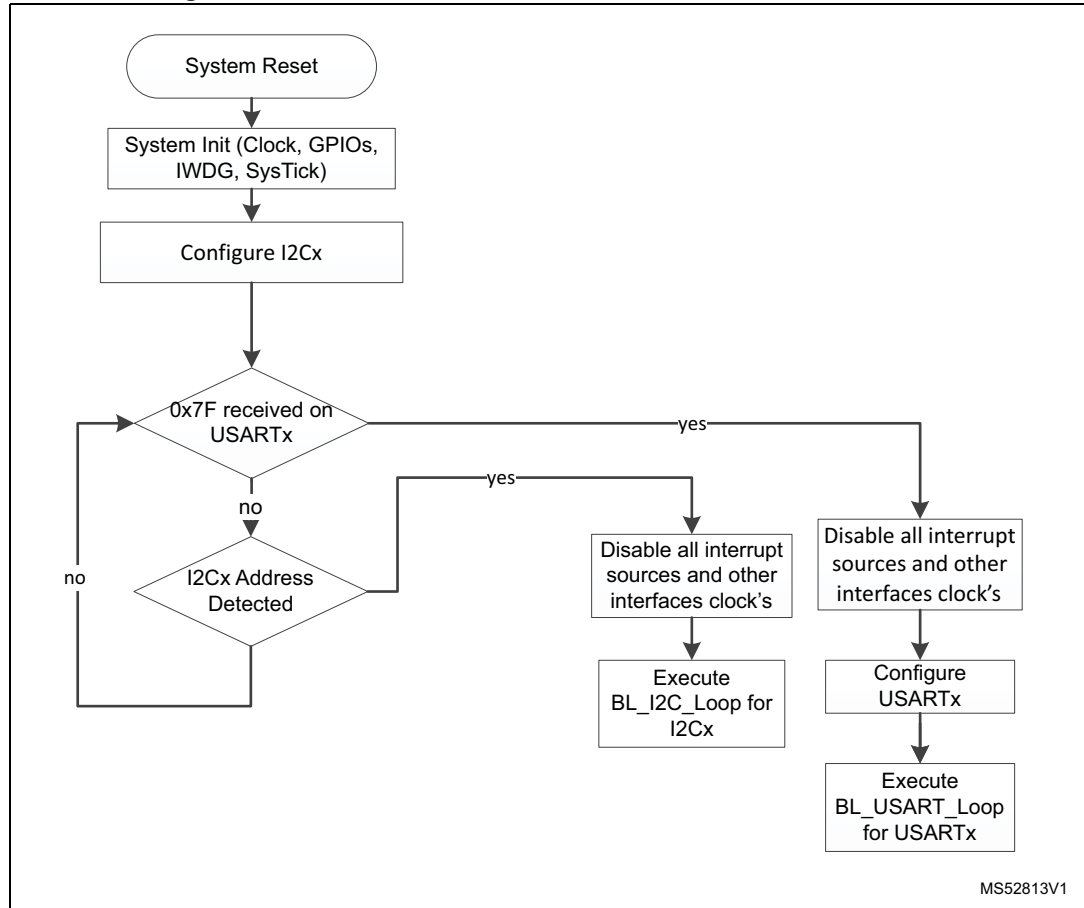 System Reset
System Init (Clock, GPIOs,
IWDG, SysTick)
Configure I2Cx
0x7F received on
USARTx
yes
no
yes
no
I2Cx Address
Detected
Disable all interrupt
sources and other
interfaces clock's
Disable all interrupt
sources and other
interfaces clock's
Execute
BL_I2C_Loop for
I2Cx
Configure
USARTx
Execute
BL_USART_Loop
for USARTx
MS52813V1